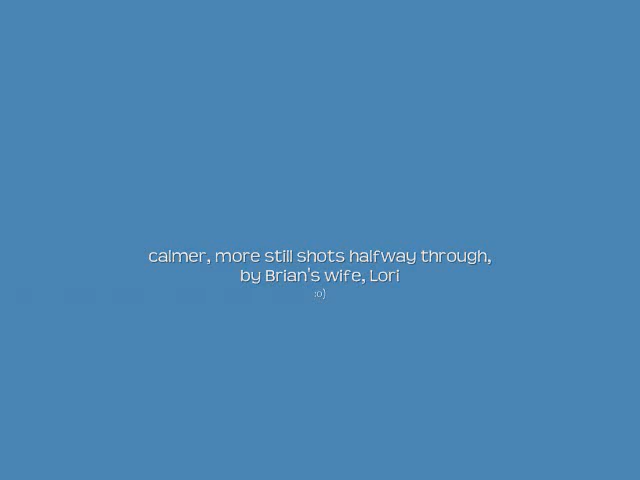 calmer, more still shots halfway through,
by Brian's wife, Lori
:o)